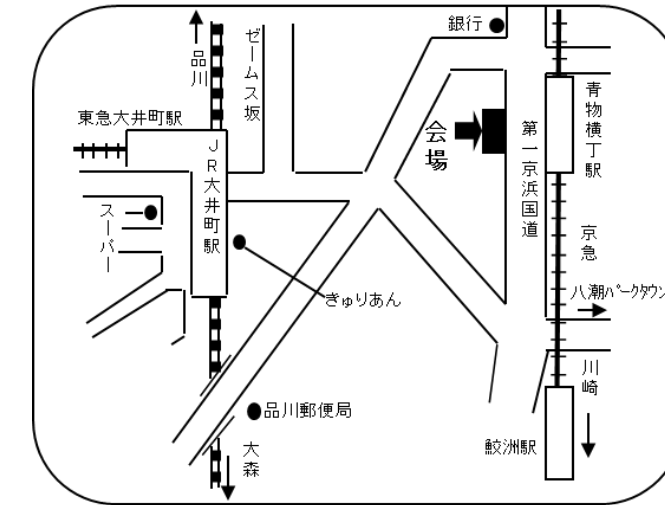 銀行
品川
ゼームス坂
東急大井町駅
青物横丁駅
会場
第一京浜国道
JR大井町駅
スーパー
京急
八潮パークタウン
きゅりあん
川崎
品川郵便局
大森
鮫洲駅